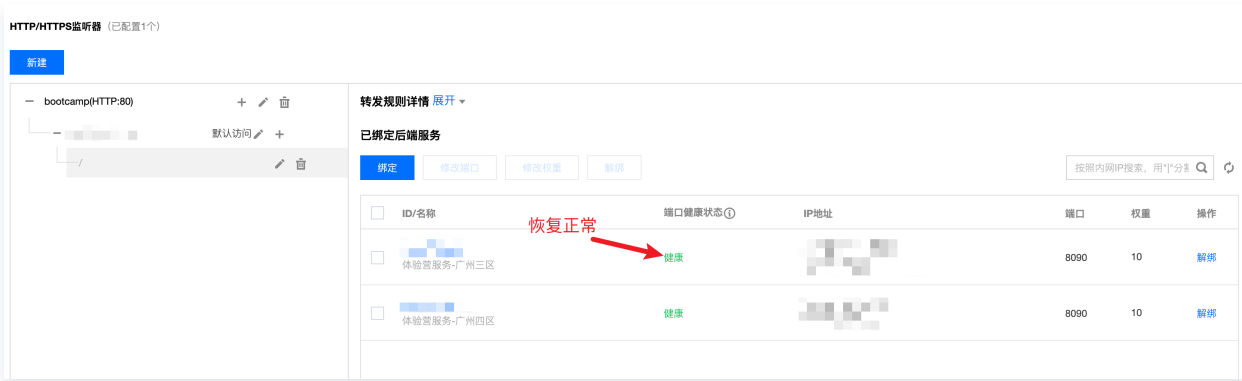 HTTP/HTTPS监听器（已配置1个）
新建
bootcamp(HTTP:80)
默认访问
/
转发规则详情 展开
已绑定后端服务
绑定 修改端口 修改权重 解绑 按照内网IP搜索，用"|"分割
ID/名称 端口健康状态 IP地址 端口 权重 操作
恢复正常
健康 8090 10 解绑
体验营服务-广州三区
健康 8090 10 解绑
体验营服务-广州四区